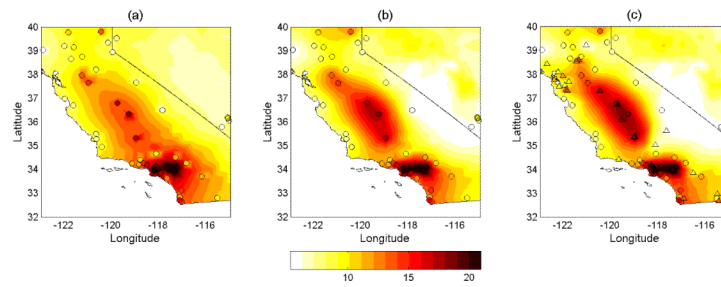 (a) (b) (c)
40 40 40
39 39 39
38 38 38
37 37 37
36 36 36
35 35 35
34 34 34
33 33 33
32 32 32
Latitude Latitude Latitude
-122 -120 -118 -116 -122 -120 -118 -116 -122 -120 -118 -116
Longitude Longitude Longitude
10 15 20